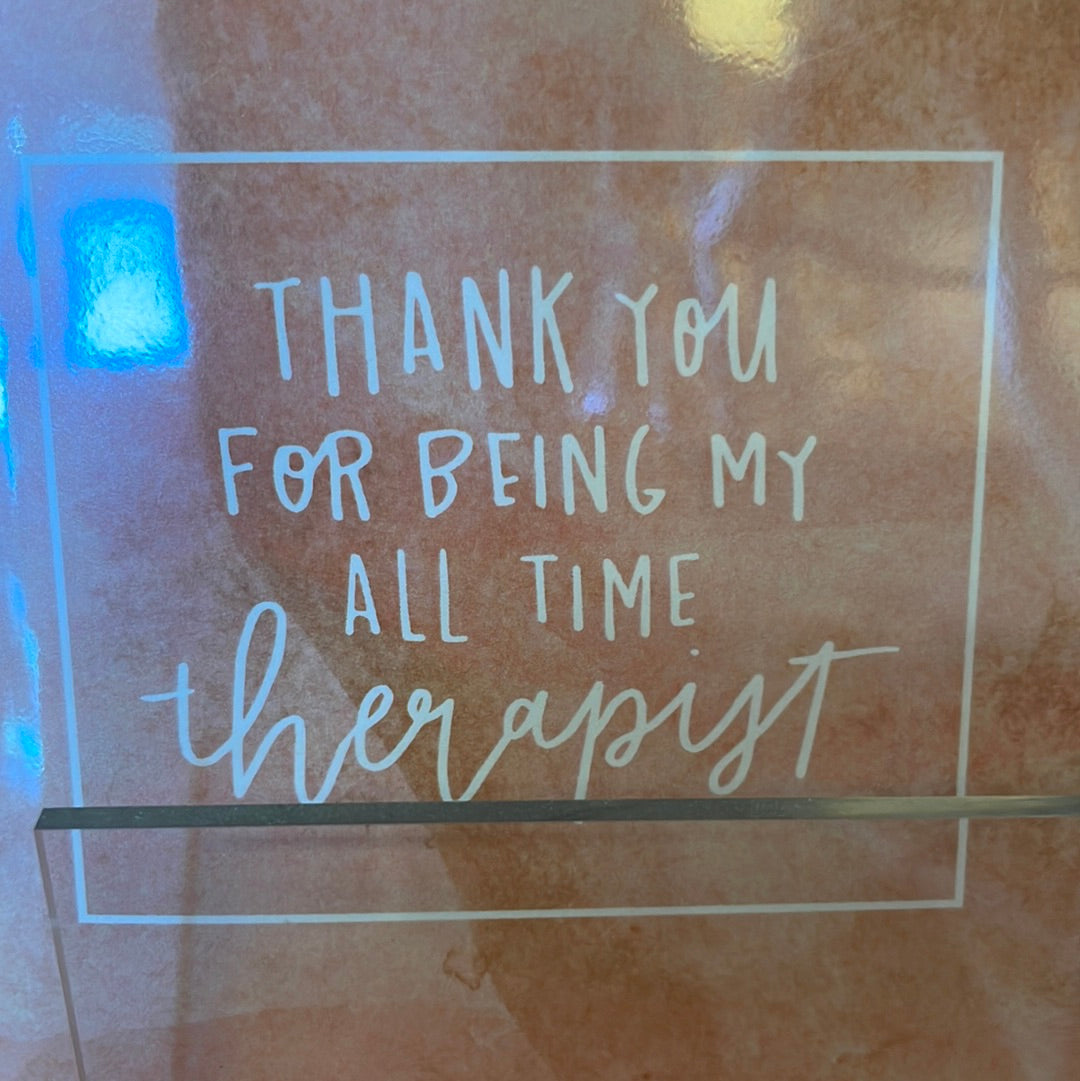 THANK YOU
FOR BEING MY
ALL TIME
therapist